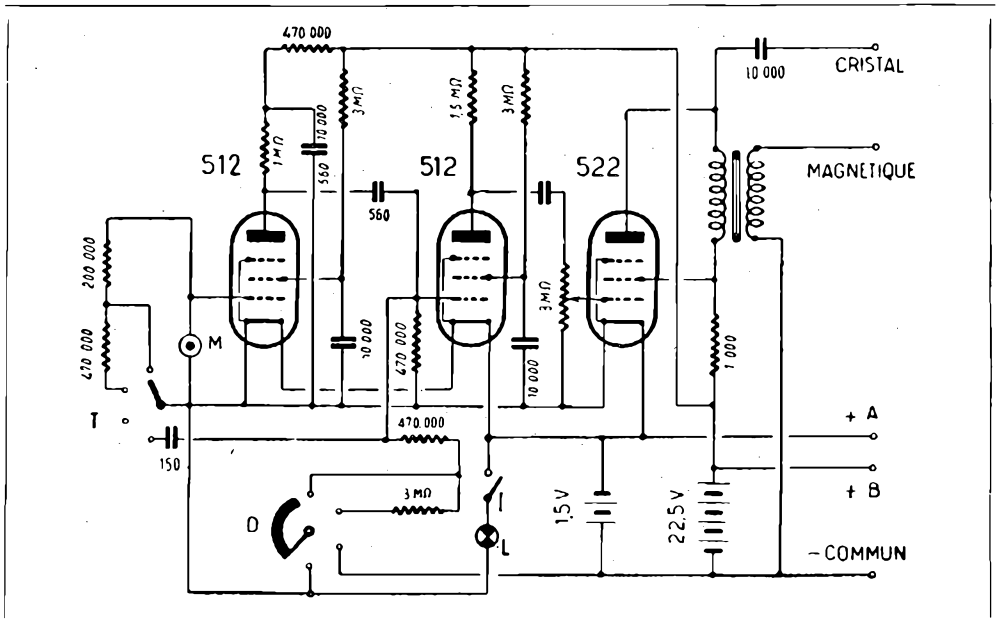 470 000
10 000
CRISTAL
3 MΩ
1,5 MΩ
3 MΩ
1 MΩ
10 000
560
512
512
522
MAGNETIQUE
560
200 000
3 MΩ
470 000
M
470 000
10 000
1 000
T
470.000
+ A
150
3 MΩ
I
+ B
D
L
1,5 V
22,5 V
- COMMUN